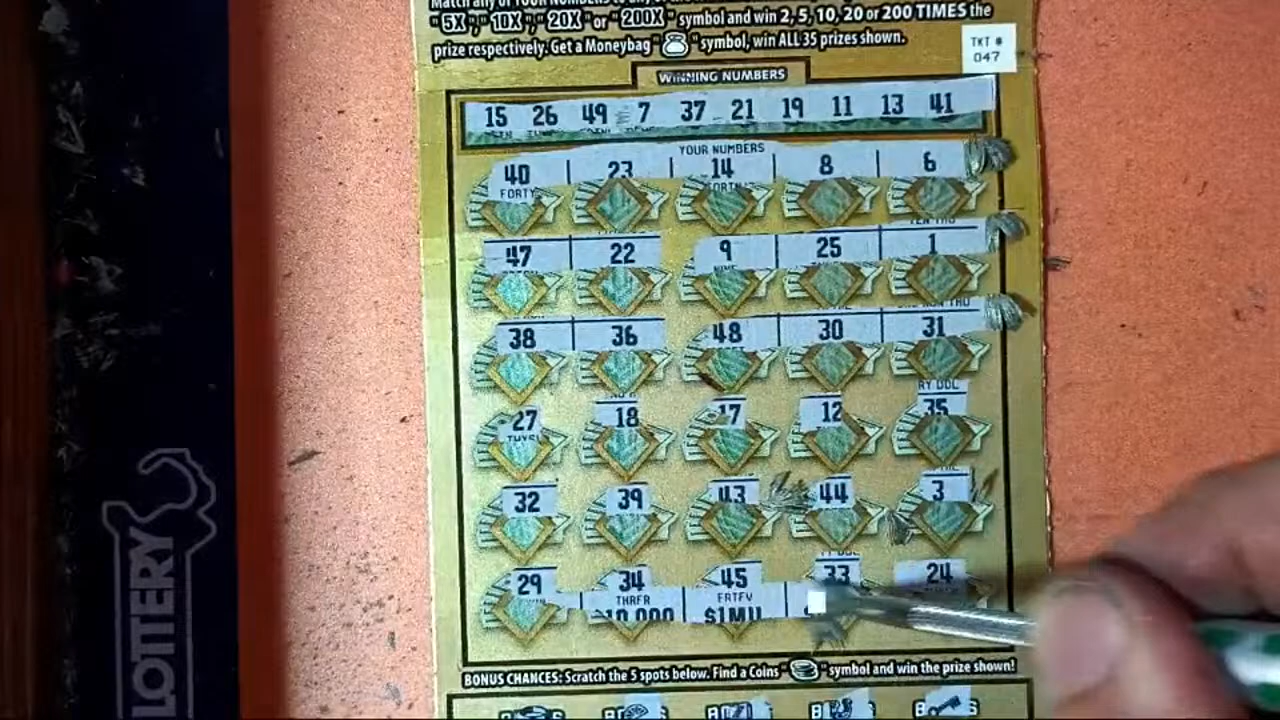 "5X", "10X", "20X" or "200X" symbol and win 2, 5, 10, 20 or 200 TIMES the
prize respectively. Get a Moneybag " " symbol, win ALL 35 prizes shown.
TKT #
047
WINNING NUMBERS
15 26 49 7 37 21 19 11 13 41
YOUR NUMBERS
40 23 14 8 6
FORTY
47 22 9 25 1
38 36 48 30 31
RY DOL
27 18 17 12 35
32 39 43 44 3
29 34 45 33 24
$1MIL
BONUS CHANCES: Scratch the 5 spots below. Find a Coins " " symbol and win the prize shown!
LOTTERY